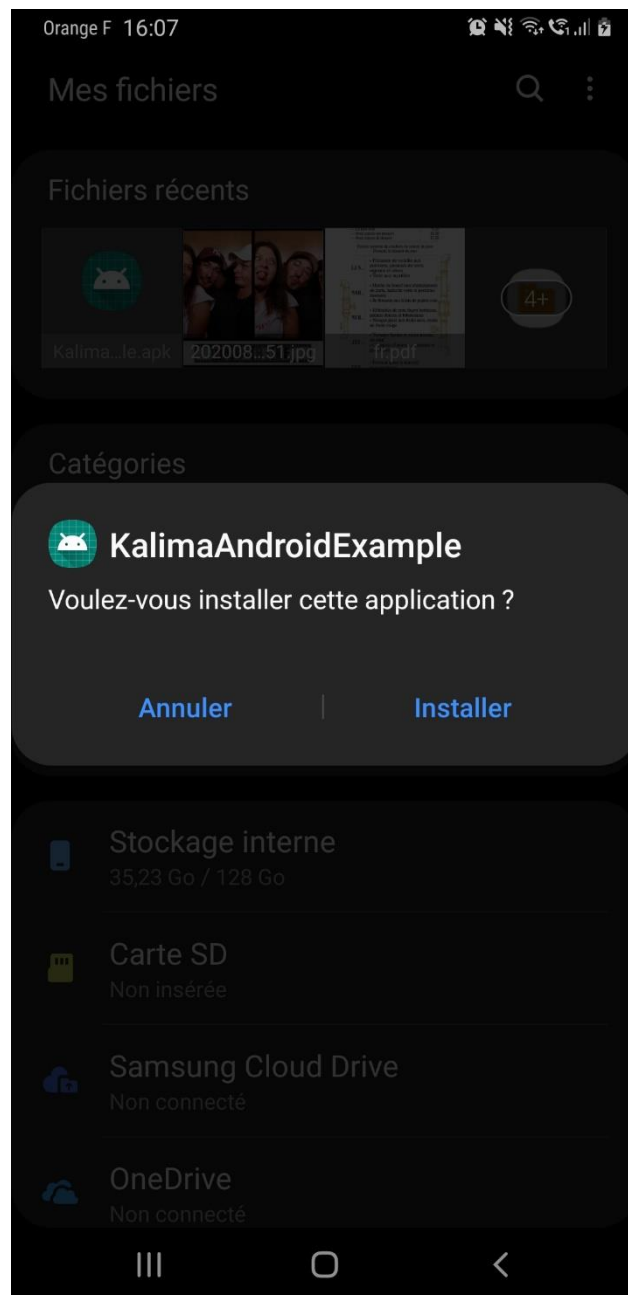 Orange F 16:07
Mes fichiers
Fichiers récents
Kalima...le.apk
202008...51.jpg
fr.pdf
4+
Catégories
KalimaAndroidExample
Voulez-vous installer cette application ?
Annuler
Installer
Stockage interne
35,23 Go / 128 Go
Carte SD
Non insérée
Samsung Cloud Drive
Non connecté
OneDrive
Non connecté